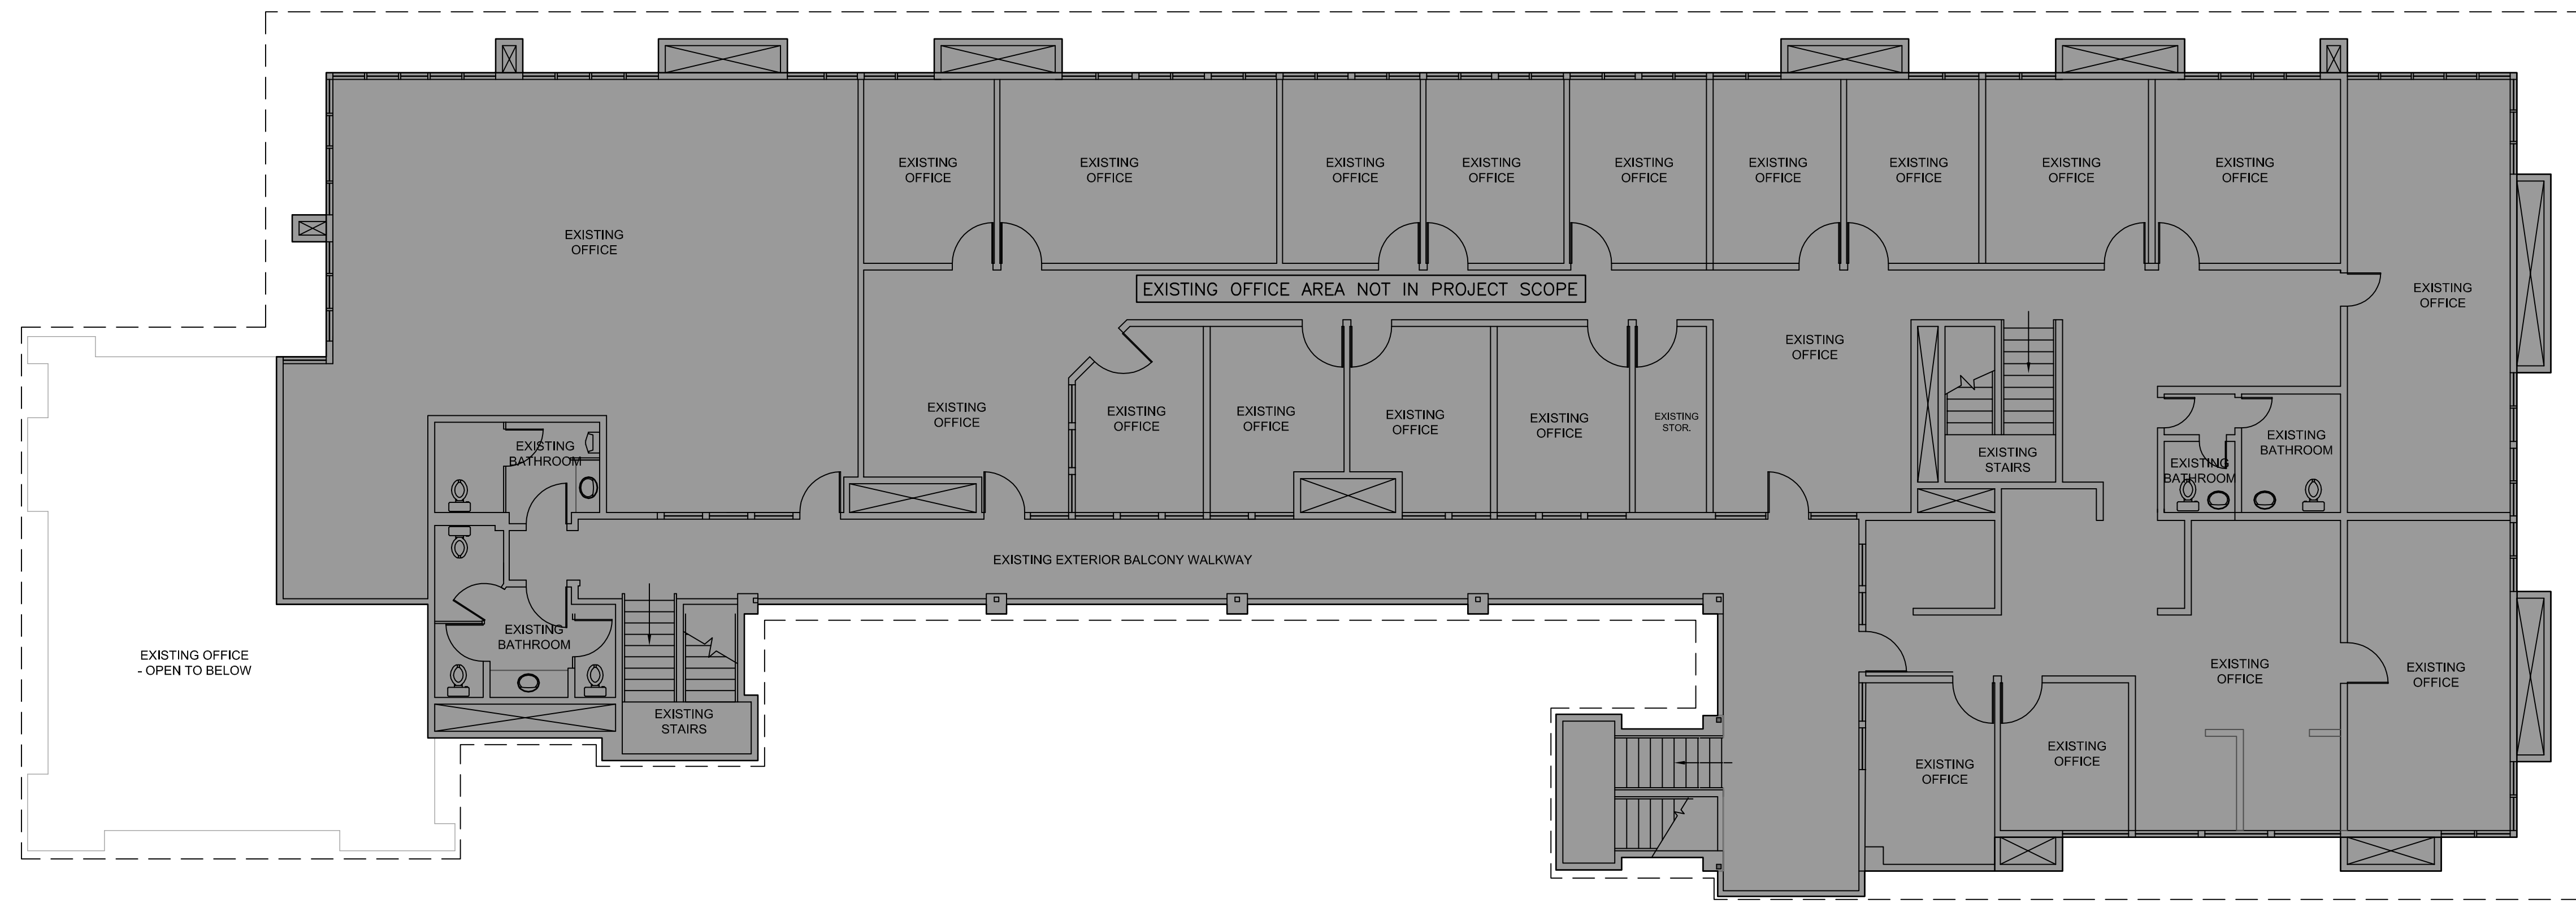 EXISTING
OFFICE
EXISTING
OFFICE
EXISTING
OFFICE
EXISTING
OFFICE
EXISTING
OFFICE
EXISTING
OFFICE
EXISTING
OFFICE
EXISTING
OFFICE
EXISTING
OFFICE
EXISTING
OFFICE
EXISTING
OFFICE
EXISTING OFFICE AREA NOT IN PROJECT SCOPE
EXISTING
OFFICE
EXISTING
OFFICE
EXISTING
OFFICE
EXISTING
OFFICE
EXISTING
OFFICE
EXISTING
OFFICE
EXISTING
STOR.
EXISTING
BATHROOM
EXISTING
STAIRS
EXISTING
BATHROOM
EXISTING
BATHROOM
EXISTING EXTERIOR BALCONY WALKWAY
EXISTING
BATHROOM
EXISTING OFFICE
- OPEN TO BELOW
EXISTING
STAIRS
EXISTING
OFFICE
EXISTING
OFFICE
EXISTING
OFFICE
EXISTING
OFFICE